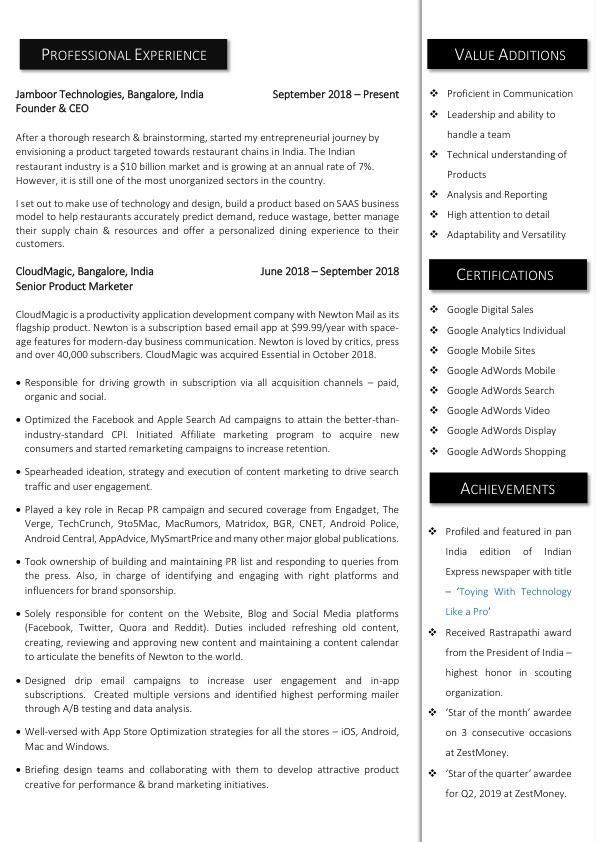 PROFESSIONAL EXPERIENCE
Jamboor Technologies, Bangalore, India September 2018 – Present
Founder & CEO
After a thorough research & brainstorming, started my entrepreneurial journey by
envisioning a product targeted towards restaurant chains in India. The Indian
restaurant industry is a $10 billion market and is growing at an annual rate of 7%.
However, it is still one of the most unorganized sectors in the country.
I set out to make use of technology and design, build a product based on SAAS business
model to help restaurants accurately predict demand, reduce wastage, better manage
their supply chain & resources and offer a personalized dining experience to their
customers.
CloudMagic, Bangalore, India June 2018 – September 2018
Senior Product Marketer
CloudMagic is a productivity application development company with Newton Mail as its
flagship product. Newton is a subscription based email app at $99.99/year with space-
age features for modern-day business communication. Newton is loved by critics, press
and over 40,000 subscribers. CloudMagic was acquired Essential in October 2018.
• Responsible for driving growth in subscription via all acquisition channels – paid,
organic and social.
• Optimized the Facebook and Apple Search Ad campaigns to attain the better-than-
industry-standard CPI. Initiated Affiliate marketing program to acquire new
consumers and started remarketing campaigns to increase retention.
• Spearheaded ideation, strategy and execution of content marketing to drive search
traffic and user engagement.
• Played a key role in Recap PR campaign and secured coverage from Engadget, The
Verge, TechCrunch, 9to5Mac, MacRumors, Matridox, BGR, CNET, Android Police,
Android Central, AppAdvice, MySmartPrice and many other major global publications.
• Took ownership of building and maintaining PR list and responding to queries from
the press. Also, in charge of identifying and engaging with right platforms and
influencers for brand sponsorship.
• Solely responsible for content on the Website, Blog and Social Media platforms
(Facebook, Twitter, Quora and Reddit). Duties included refreshing old content,
creating, reviewing and approving new content and maintaining a content calendar
to articulate the benefits of Newton to the world.
• Designed drip email campaigns to increase user engagement and in-app
subscriptions. Created multiple versions and identified highest performing mailer
through A/B testing and data analysis.
• Well-versed with App Store Optimization strategies for all the stores – iOS, Android,
Mac and Windows.
• Briefing design teams and collaborating with them to develop attractive product
creative for performance & brand marketing initiatives.
VALUE ADDITIONS
❖ Proficient in Communication
❖ Leadership and ability to
handle a team
❖ Technical understanding of
Products
❖ Analysis and Reporting
❖ High attention to detail
❖ Adaptability and Versatility
CERTIFICATIONS
❖ Google Digital Sales
❖ Google Analytics Individual
❖ Google Mobile Sites
❖ Google AdWords Mobile
❖ Google AdWords Search
❖ Google AdWords Video
❖ Google AdWords Display
❖ Google AdWords Shopping
ACHIEVEMENTS
❖ Profiled and featured in pan
India edition of Indian
Express newspaper with title
– ‘Toying With Technology
Like a Pro’
❖ Received Rastrapathi award
from the President of India –
highest honor in scouting
organization.
❖ ‘Star of the month’ awardee
on 3 consecutive occasions
at ZestMoney.
❖ ‘Star of the quarter’ awardee
for Q2, 2019 at ZestMoney.